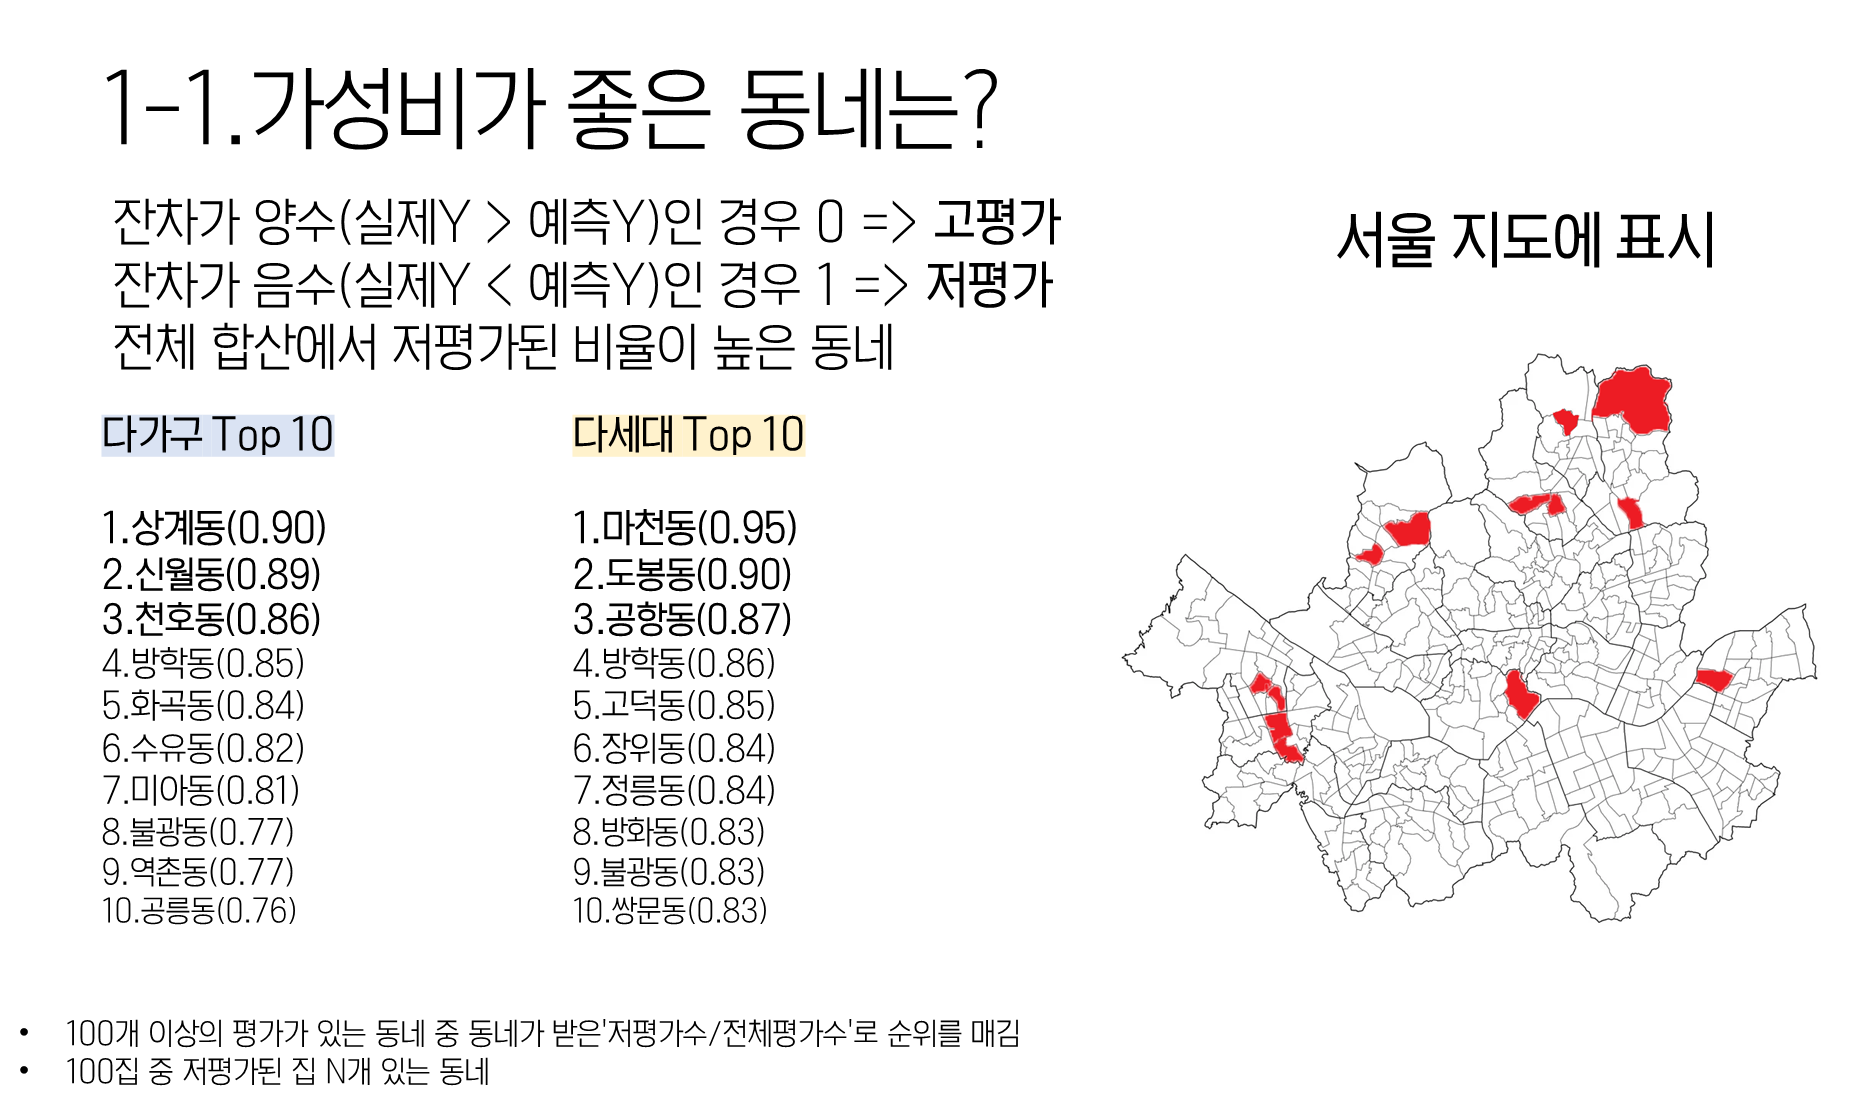 1-1.가성비가 좋은 동네는?
잔차가 양수(실제Y > 예측Y)인 경우 0 => 고평가
잔차가 음수(실제Y < 예측Y)인 경우 1 => 저평가
전체 합산에서 저평가된 비율이 높은 동네
서울 지도에 표시
다가구 Top 10
1.상계동(0.90)
2.신월동(0.89)
3.천호동(0.86)
4.방학동(0.85)
5.화곡동(0.84)
6.수유동(0.82)
7.미아동(0.81)
8.불광동(0.77)
9.역촌동(0.77)
10.공릉동(0.76)
다세대 Top 10
1.마천동(0.95)
2.도봉동(0.90)
3.공항동(0.87)
4.방학동(0.86)
5.고덕동(0.85)
6.장위동(0.84)
7.정릉동(0.84)
8.방화동(0.83)
9.불광동(0.83)
10.쌍문동(0.83)
• 100개 이상의 평가가 있는 동네 중 동네가 받은'저평가수/전체평가수'로 순위를 매김
• 100집 중 저평가된 집 N개 있는 동네